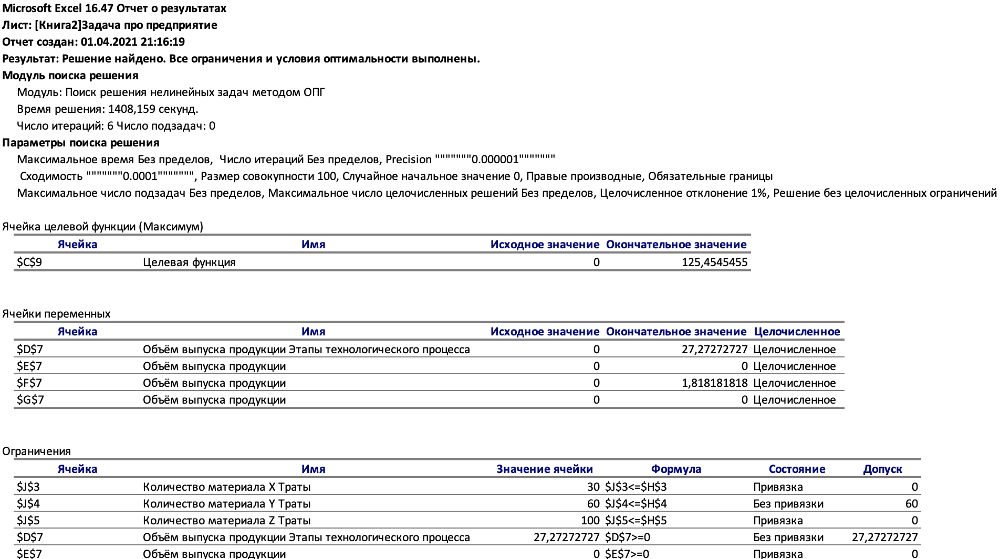 Microsoft Excel 16.47 Отчет о результатах
Лист: [Книга2]Задача про предприятие
Отчет создан: 01.04.2021 21:16:19
Результат: Решение найдено. Все ограничения и условия оптимальности выполнены.
Модуль поиска решения
Модуль: Поиск решения нелинейных задач методом ОПГ
Время решения: 1408,159 секунд.
Число итераций: 6 Число подзадач: 0
Параметры поиска решения
Максимальное время Без пределов, Число итераций Без пределов, Precision """""""0.000001"""""""
Сходимость """""""0.0001""""""", Размер совокупности 100, Случайное начальное значение 0, Правые производные, Обязательные границы
Максимальное число подзадач Без пределов, Максимальное число целочисленных решений Без пределов, Целочисленное отклонение 1%, Решение без целочисленных ограничений
Ячейка целевой функции (Максимум)
Ячейка Имя Исходное значение Окончательное значение
$C$9 Целевая функция 0 125,4545455
Ячейки переменных
Ячейка Имя Исходное значение Окончательное значение Целочисленное
$D$7 Объём выпуска продукции Этапы технологического процесса 0 27,27272727 Целочисленное
$E$7 Объём выпуска продукции 0 0 Целочисленное
$F$7 Объём выпуска продукции 0 1,818181818 Целочисленное
$G$7 Объём выпуска продукции 0 0 Целочисленное
Ограничения
Ячейка Имя Значение ячейки Формула Состояние Допуск
$J$3 Количество материала X Траты 30 $J$3<=$H$3 Привязка 0
$J$4 Количество материала Y Траты 60 $J$4<=$H$4 Без привязки 60
$J$5 Количество материала Z Траты 100 $J$5<=$H$5 Привязка 0
$D$7 Объём выпуска продукции Этапы технологического процесса 27,27272727 $D$7>=0 Без привязки 27,27272727
$E$7 Объём выпуска продукции 0 $E$7>=0 Привязка 0